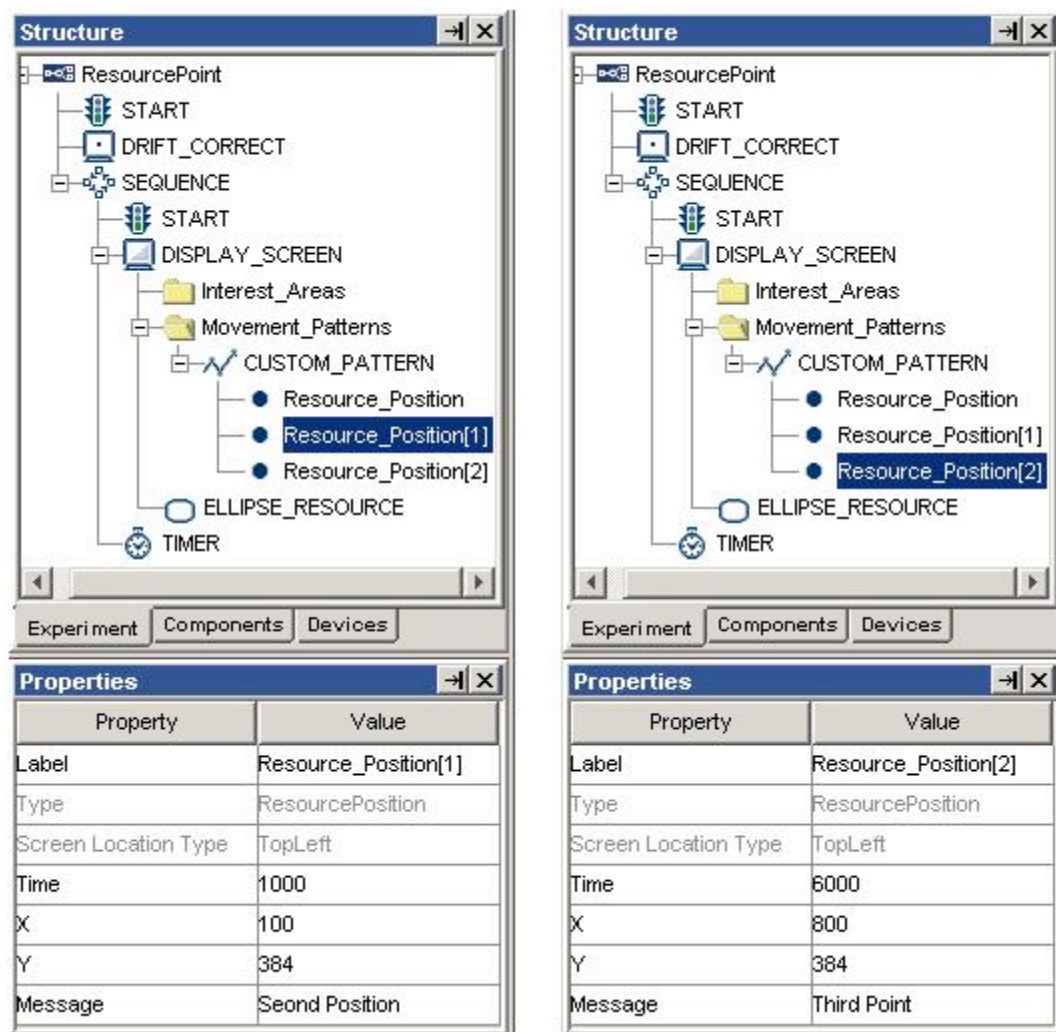 Structure
ResourcePoint
START
DRIFT_CORRECT
SEQUENCE
START
DISPLAY_SCREEN
Interest_Areas
Movement_Patterns
CUSTOM_PATTERN
Resource_Position
Resource_Position[1]
Resource_Position[2]
ELLIPSE_RESOURCE
TIMER
Experiment Components Devices
Properties
Property Value
Label Resource_Position[1]
Type ResourcePosition
Screen Location Type TopLeft
Time 1000
X 100
Y 384
Message Seond Position
Structure
ResourcePoint
START
DRIFT_CORRECT
SEQUENCE
START
DISPLAY_SCREEN
Interest_Areas
Movement_Patterns
CUSTOM_PATTERN
Resource_Position
Resource_Position[1]
Resource_Position[2]
ELLIPSE_RESOURCE
TIMER
Experiment Components Devices
Properties
Property Value
Label Resource_Position[2]
Type ResourcePosition
Screen Location Type TopLeft
Time 6000
X 800
Y 384
Message Third Point